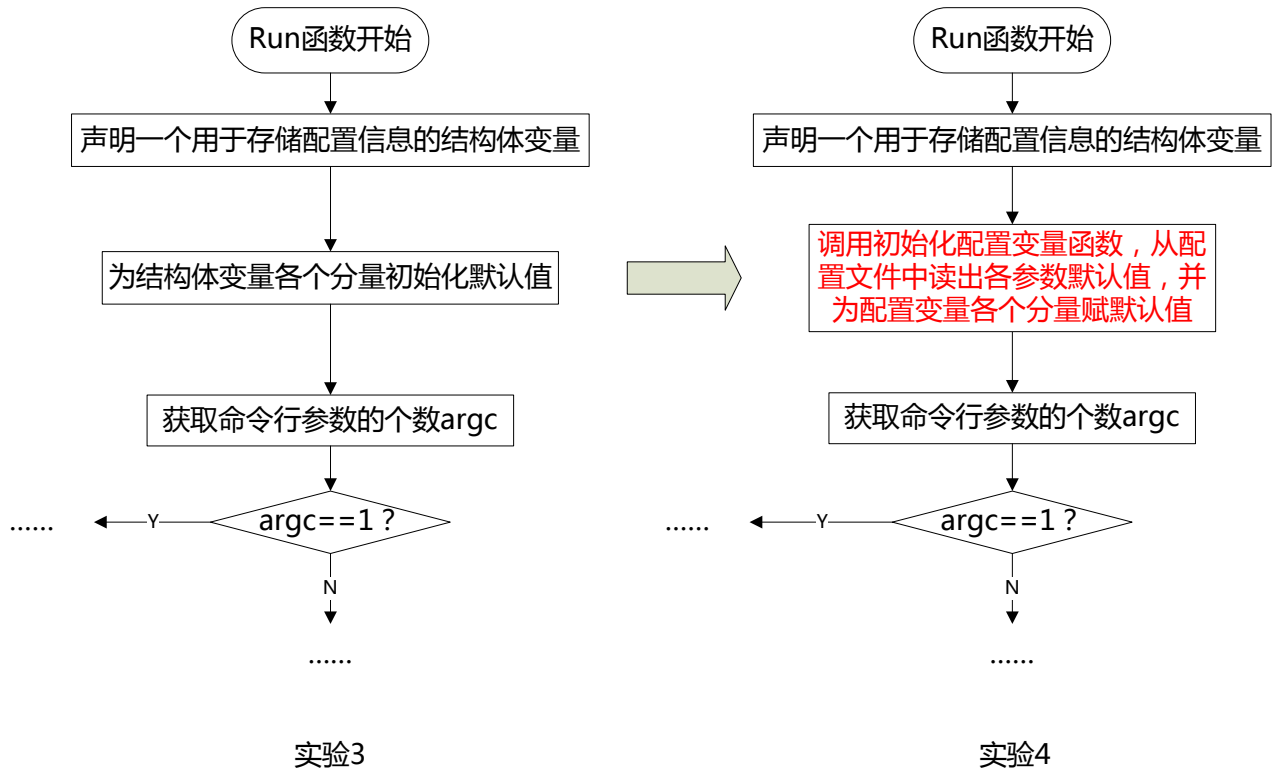 Run函数开始
声明一个用于存储配置信息的结构体变量
为结构体变量各个分量初始化默认值
获取命令行参数的个数argc
argc==1？
Y
......
N
......
实验3
Run函数开始
声明一个用于存储配置信息的结构体变量
调用初始化配置变量函数，从配
置文件中读出各参数默认值，并
为配置变量各个分量赋默认值
获取命令行参数的个数argc
argc==1？
Y
......
N
......
实验4